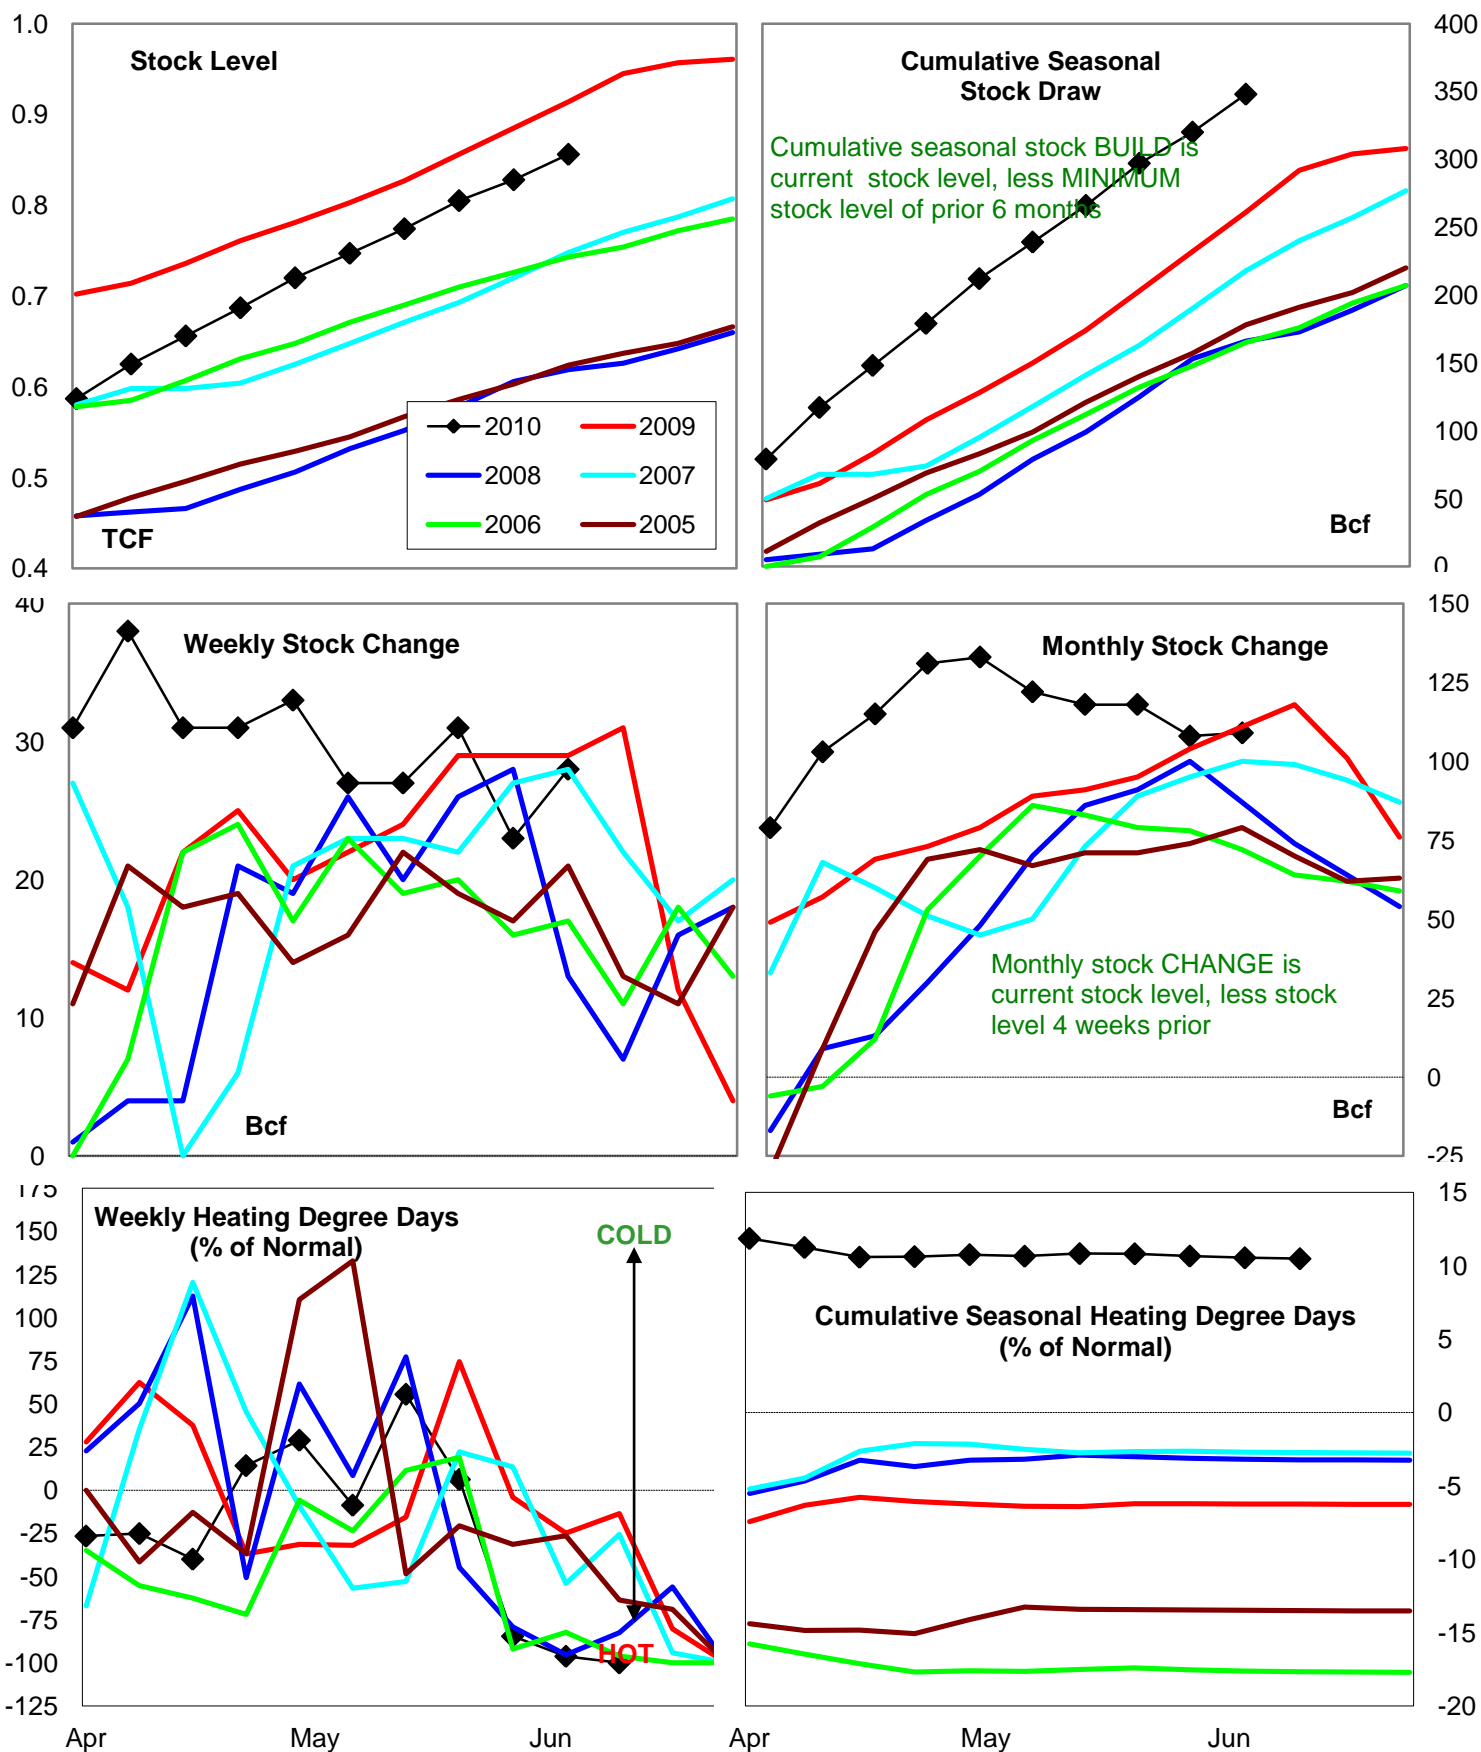 1.0
0.9
0.8
0.7
0.6
0.5
0.4
Stock Level
TCF
2010
2009
2008
2007
2006
2005
Cumulative Seasonal
Stock Draw
Cumulative seasonal stock BUILD is
current stock level, less MINIMUM
stock level of prior 6 months
Bcf
400
350
300
250
200
150
100
50
0
40
30
20
10
0
Weekly Stock Change
Bcf
Monthly Stock Change
Monthly stock CHANGE is
current stock level, less stock
level 4 weeks prior
Bcf
150
125
100
75
50
25
0
-25
175
150
125
100
75
50
25
0
-25
-50
-75
-100
-125
Weekly Heating Degree Days
(% of Normal)
COLD
HOT
Apr
May
Jun
Cumulative Seasonal Heating Degree Days
(% of Normal)
15
10
5
0
-5
-10
-15
-20
Apr
May
Jun